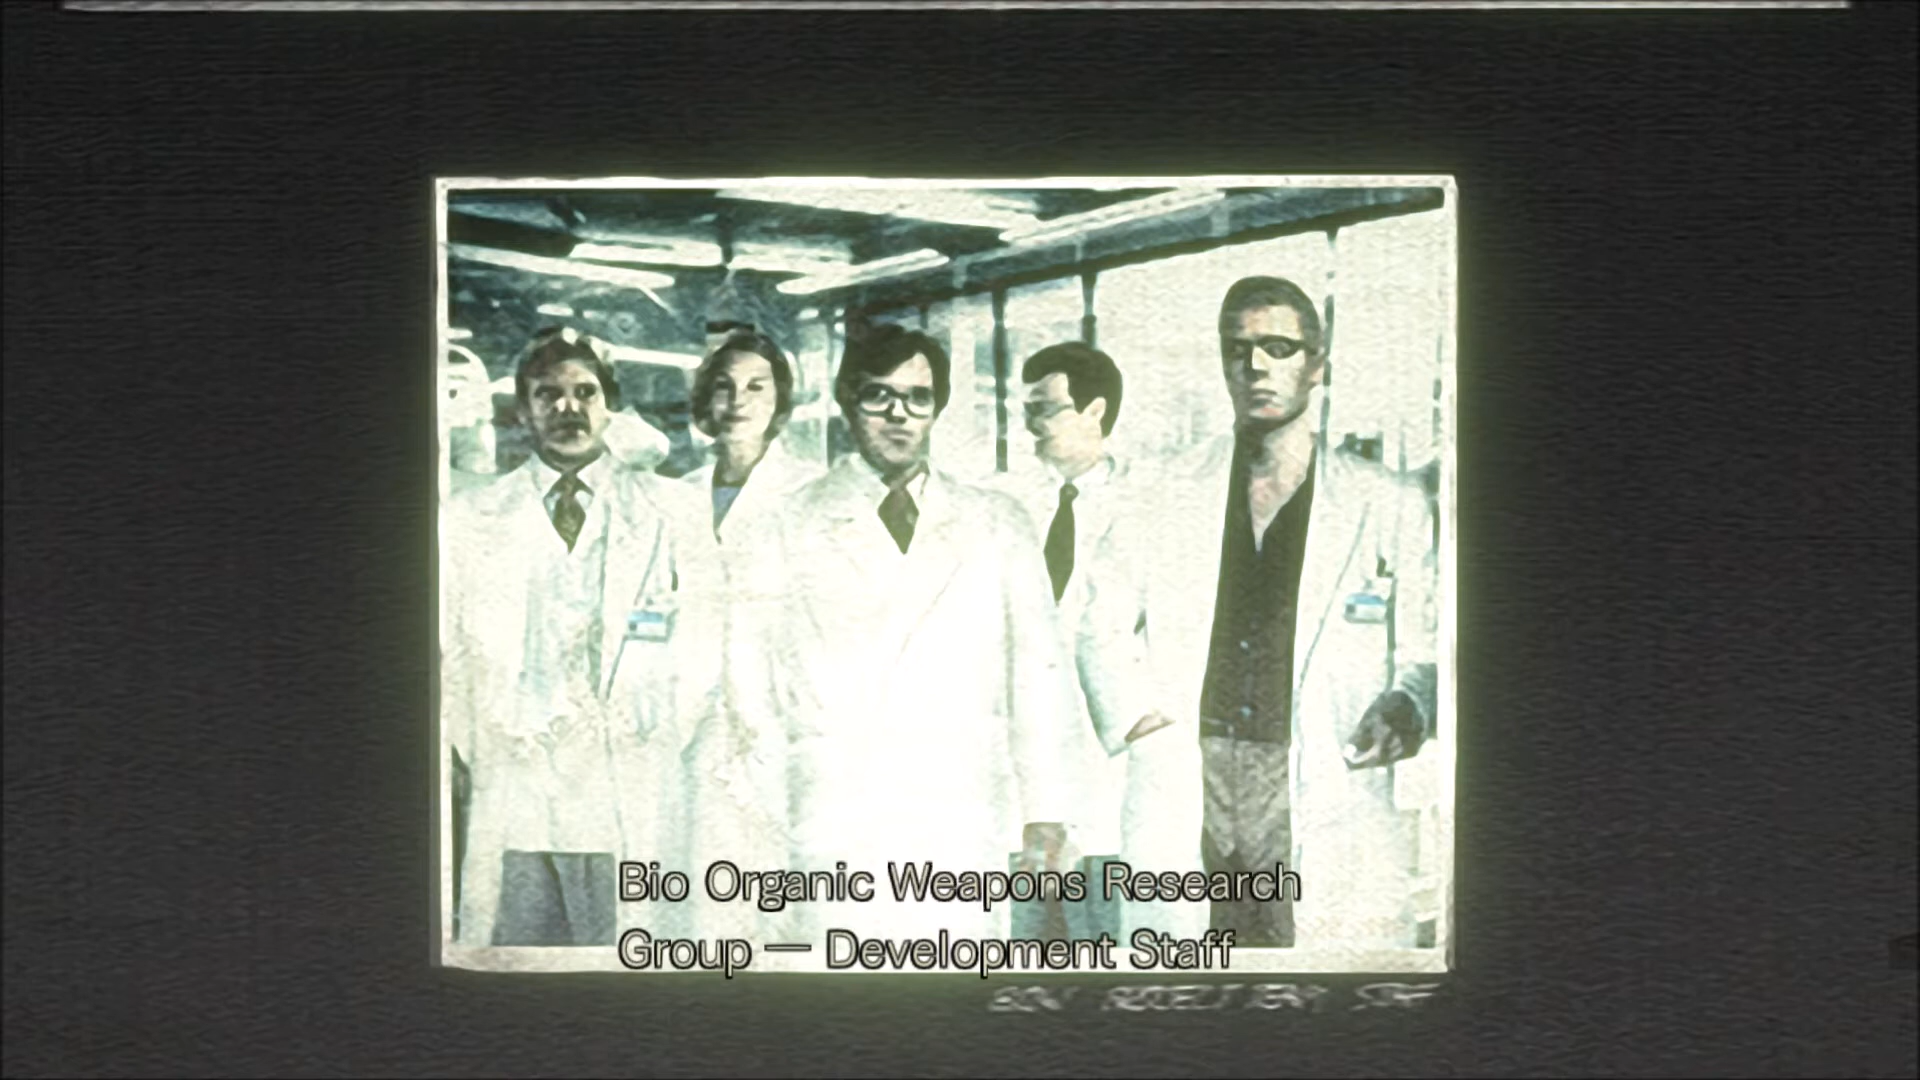 Bio Organic Weapons Research
Group — Development Staff